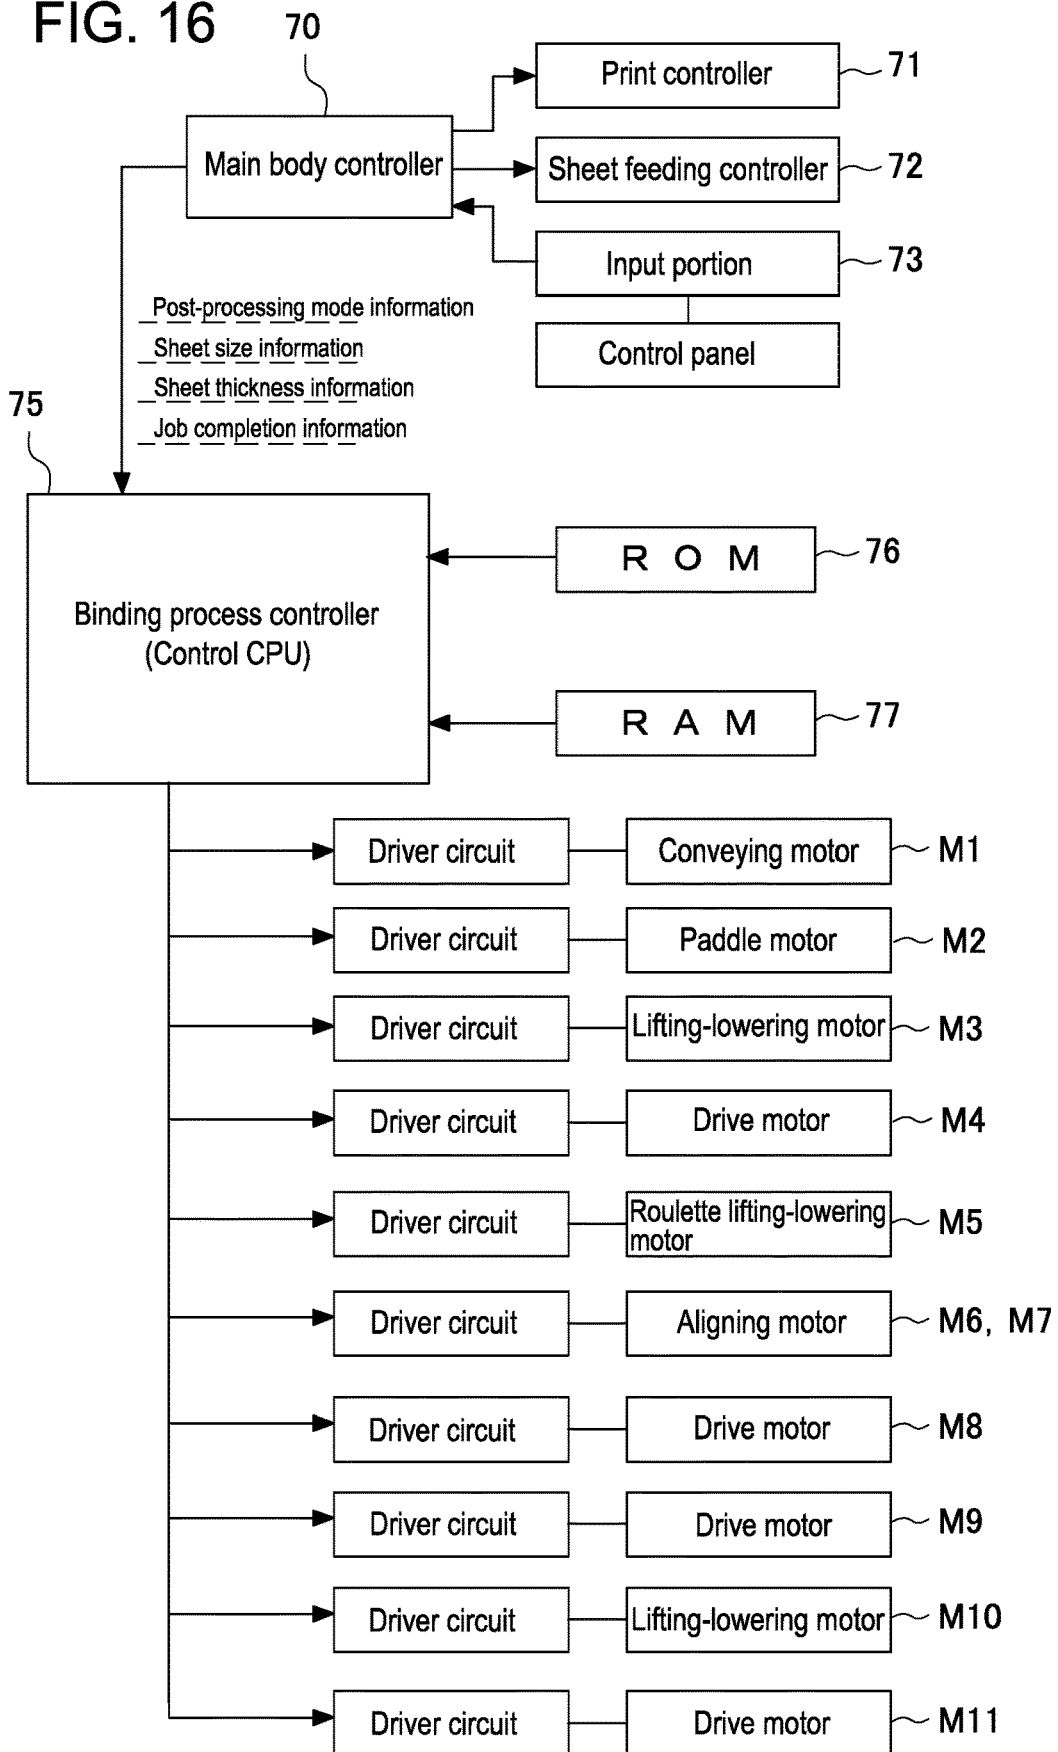 FIG. 16
70
Print controller
71
Main body controller
Sheet feeding controller
72
Input portion
73
Control panel
Post-processing mode information
Sheet size information
Sheet thickness information
Job completion information
75
Binding process controller
(Control CPU)
R O M
76
R A M
77
Driver circuit
Conveying motor
M1
Driver circuit
Paddle motor
M2
Driver circuit
Lifting-lowering motor
M3
Driver circuit
Drive motor
M4
Driver circuit
Roulette lifting-lowering
motor
M5
Driver circuit
Aligning motor
M6, M7
Driver circuit
Drive motor
M8
Driver circuit
Drive motor
M9
Driver circuit
Lifting-lowering motor
M10
Driver circuit
Drive motor
M11